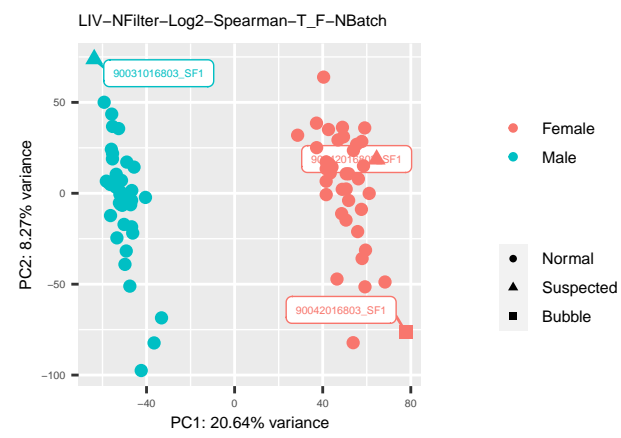 LIV−NFilter−Log2−Spearman−T_F−NBatch
90031016803_SF1
90042016803_SF1
50
0
−50
−100
−40
0
40
80
PC2: 8.27% variance
PC1: 20.64% variance
Female
Male
Normal
Suspected
Bubble